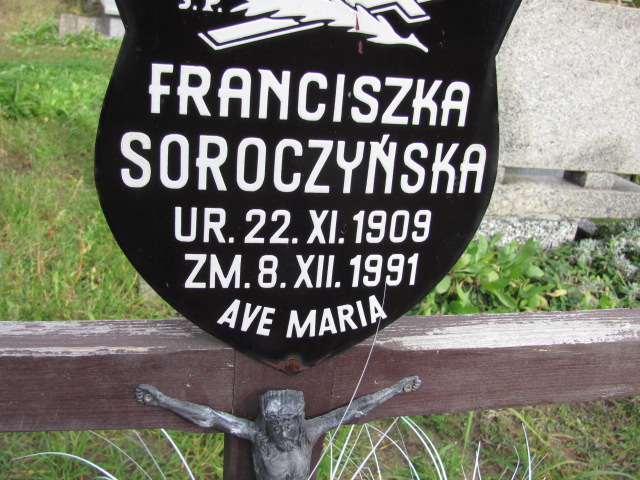 Ś.P.
FRANCISZKA
SOROCZYŃSKA
UR. 22. XI. 1909
ZM. 8. XII. 1991
AVE MARIA